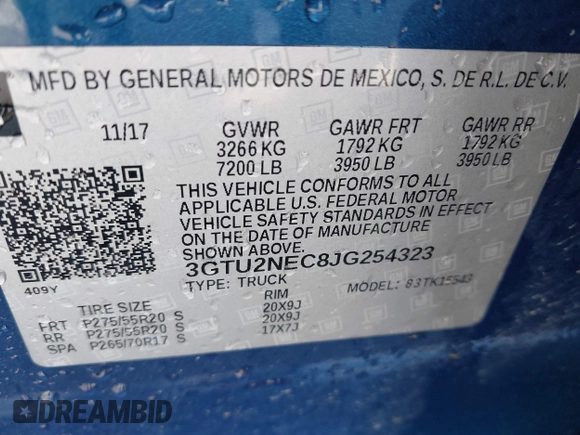 MFD BY GENERAL MOTORS DE MEXICO, S. DE R.L. DE C.V.
11/17 GVWR GAWR FRT GAWR RR
3266 KG 1792 KG 1792 KG
7200 LB 3950 LB 3950 LB
THIS VEHICLE CONFORMS TO ALL
APPLICABLE U.S. FEDERAL MOTOR
VEHICLE SAFETY STANDARDS IN EFFECT
ON THE DATE OF MANUFACTURE
SHOWN ABOVE.
3GTU2NEC8JG254323
TYPE: TRUCK MODEL: 83TK15543
409Y
TIRE SIZE RIM
FRT P275/55R20 S 20X9J
RR P275/55R20 S 20X9J
SPA P265/70R17 S 17X7J
DREAMBID